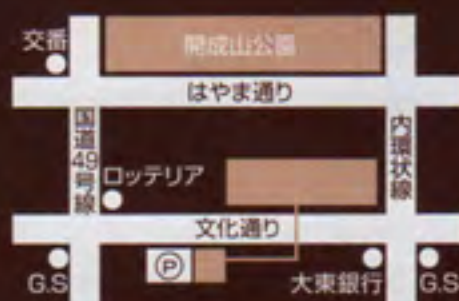 交番
開成山公園
はやま通り
国道49号線
内環状線
ロッテリア
文化通り
P
G.S
大東銀行
G.S